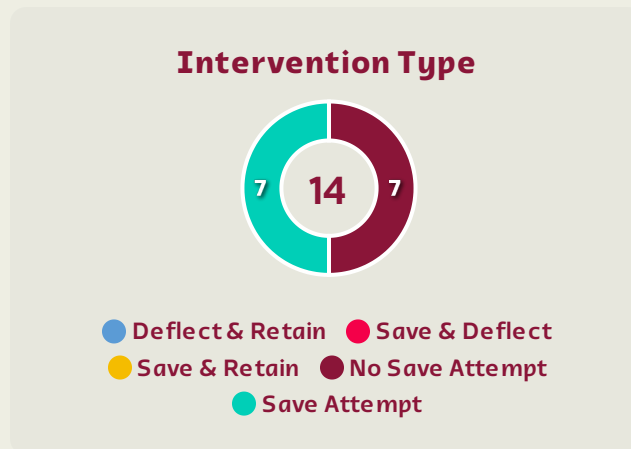 Intervention Type
7 14 7
Deflect & Retain Save & Deflect
Save & Retain No Save Attempt
Save Attempt